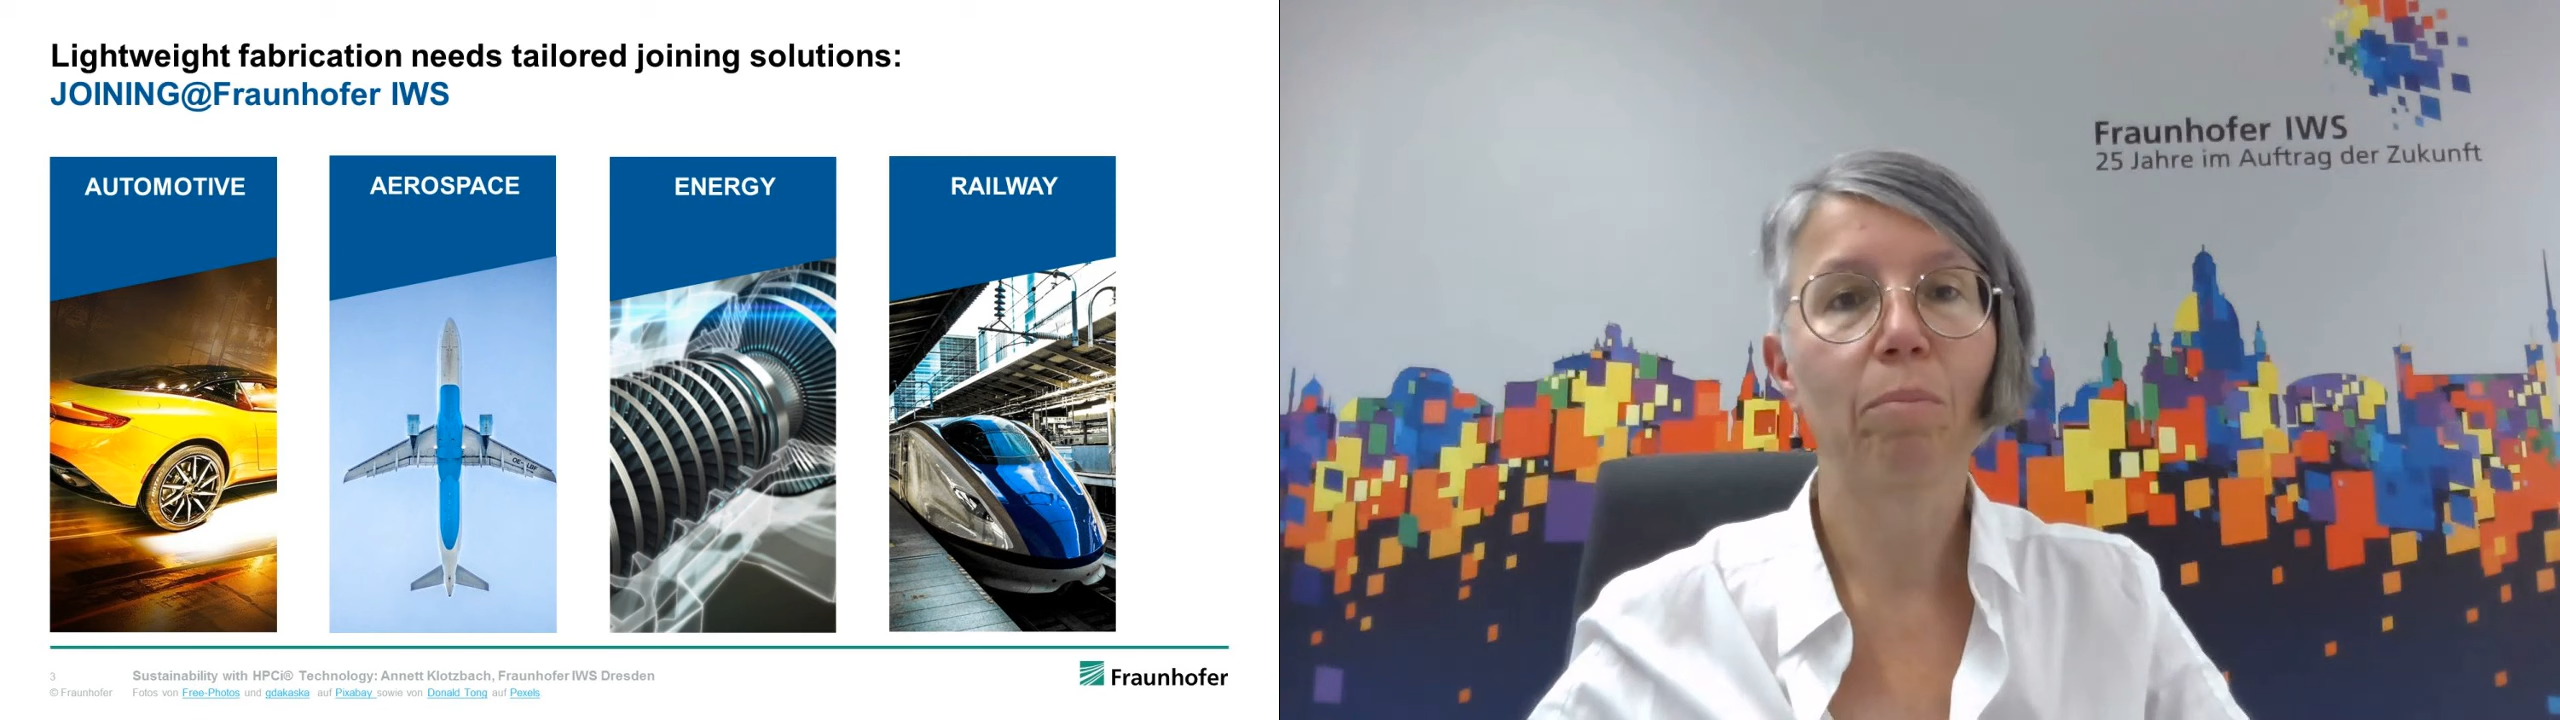 Lightweight fabrication needs tailored joining solutions:
JOINING@Fraunhofer IWS
AUTOMOTIVE
AEROSPACE
ENERGY
RAILWAY
3
Sustainability with HPCi® Technology: Annett Klotzbach, Fraunhofer IWS Dresden
© Fraunhofer
Fotos von Free-Photos und gdakaska auf Pixabay sowie von Donald Tong auf Pexels
Fraunhofer
Fraunhofer IWS
25 Jahre im Auftrag der Zukunft